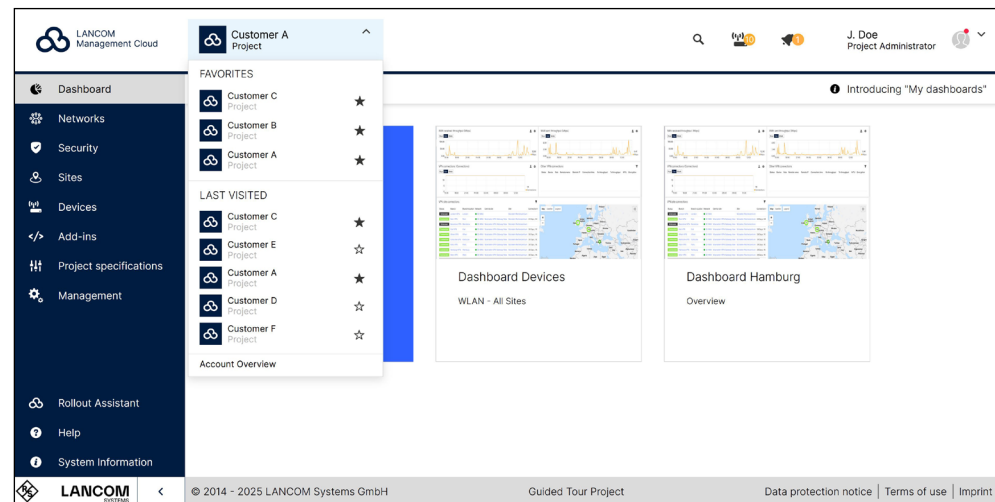 LANCOM
Management Cloud
Customer A
Project
10
1
J. Doe
Project Administrator
Dashboard
Networks
Security
Sites
Devices
Add-ins
Project specifications
Management
Rollout Assistant
Help
System Information
FAVORITES
Customer C
Project
Customer B
Project
Customer A
Project
LAST VISITED
Customer C
Project
Customer E
Project
Customer A
Project
Customer D
Project
Customer F
Project
Account Overview
Introducing "My dashboards"
Dashboard Devices
WLAN - All Sites
Dashboard Hamburg
Overview
R S
LANCOM
SYSTEMS
© 2014 - 2025 LANCOM Systems GmbH
Guided Tour Project
Data protection notice | Terms of use | Imprint